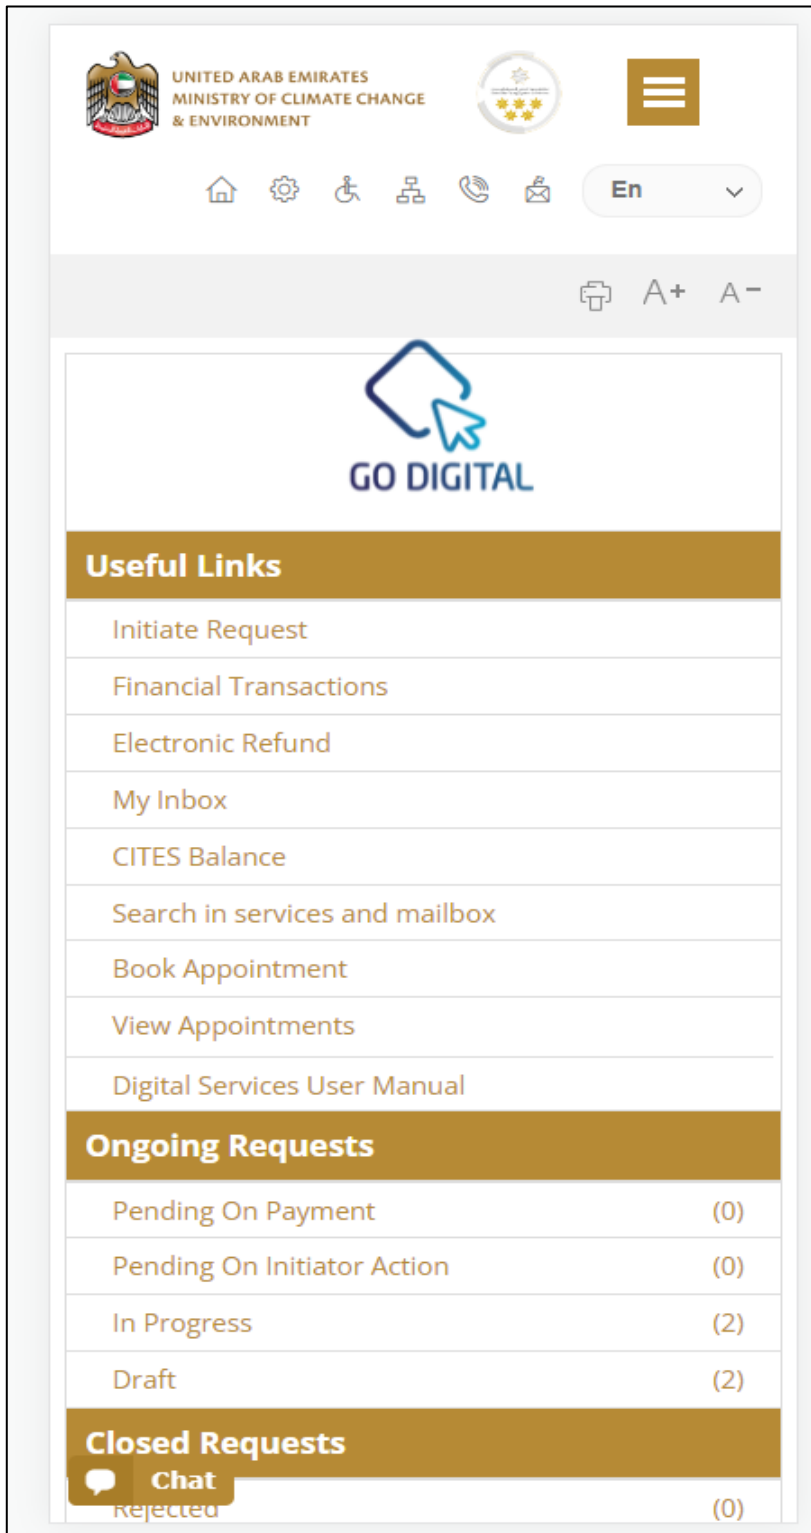 UNITED ARAB EMIRATES
MINISTRY OF CLIMATE CHANGE
& ENVIRONMENT
En
A+ A-
GO DIGITAL
Useful Links
Initiate Request
Financial Transactions
Electronic Refund
My Inbox
CITES Balance
Search in services and mailbox
Book Appointment
View Appointments
Digital Services User Manual
Ongoing Requests
Pending On Payment (0)
Pending On Initiator Action (0)
In Progress (2)
Draft (2)
Closed Requests
Chat
Rejected (0)